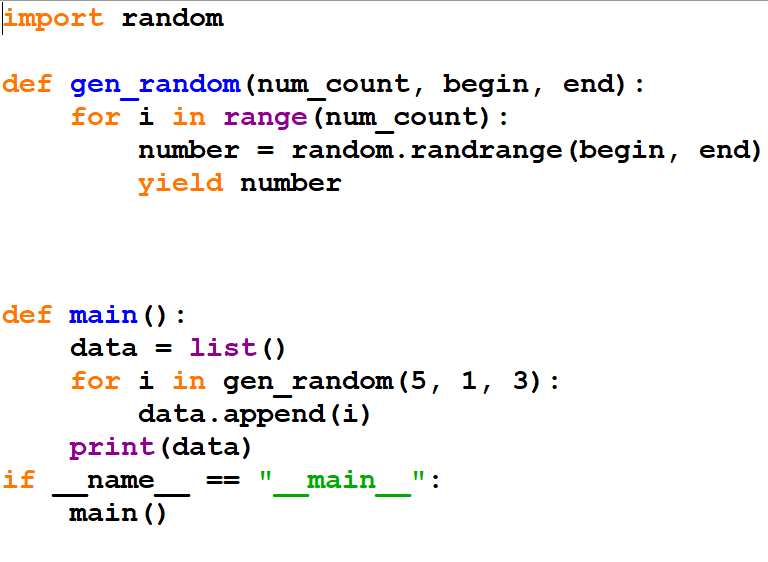 import random
def gen_random(num_count, begin, end):
    for i in range(num_count):
        number = random.randrange(begin, end)
        yield number
def main():
    data = list()
    for i in gen_random(5, 1, 3):
        data.append(i)
    print(data)
if __name__ == "__main__":
    main()